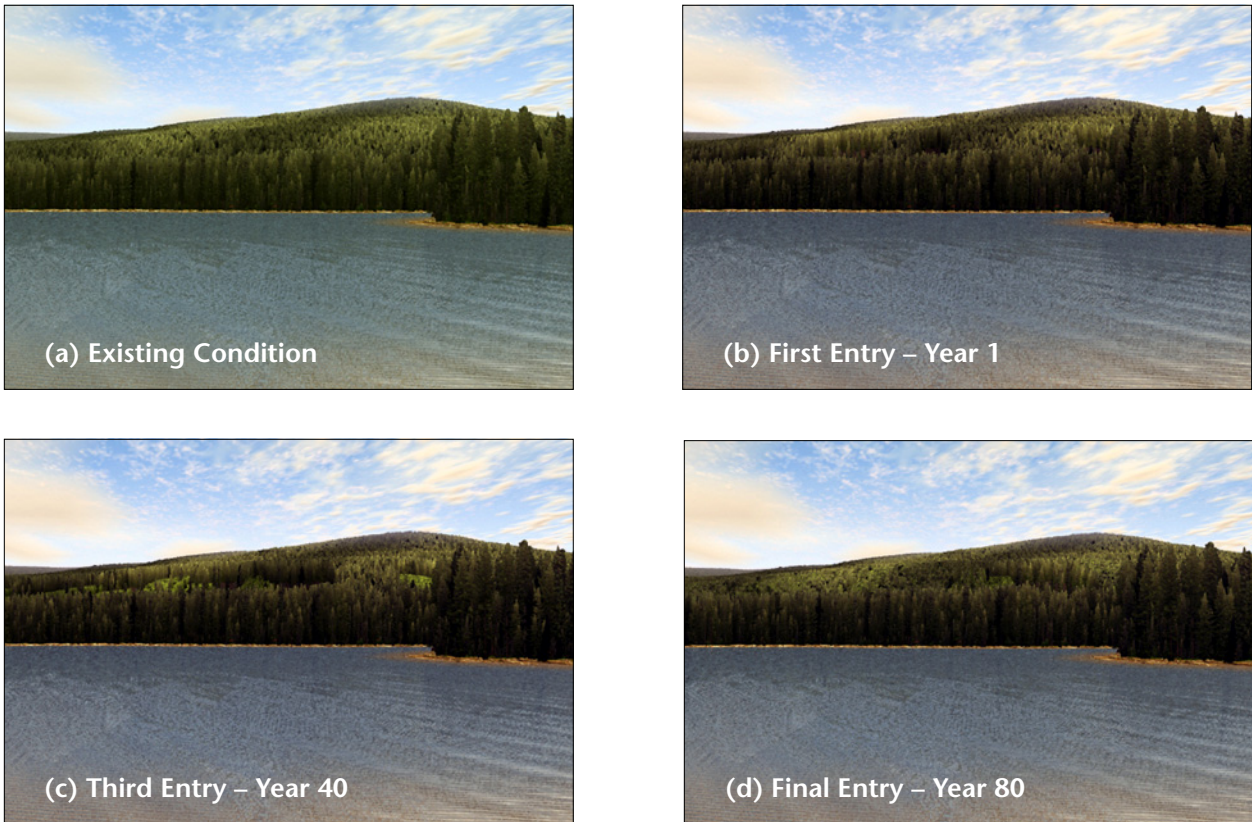 (a) Existing Condition
(b) First Entry – Year 1
(c) Third Entry – Year 40
(d) Final Entry – Year 80